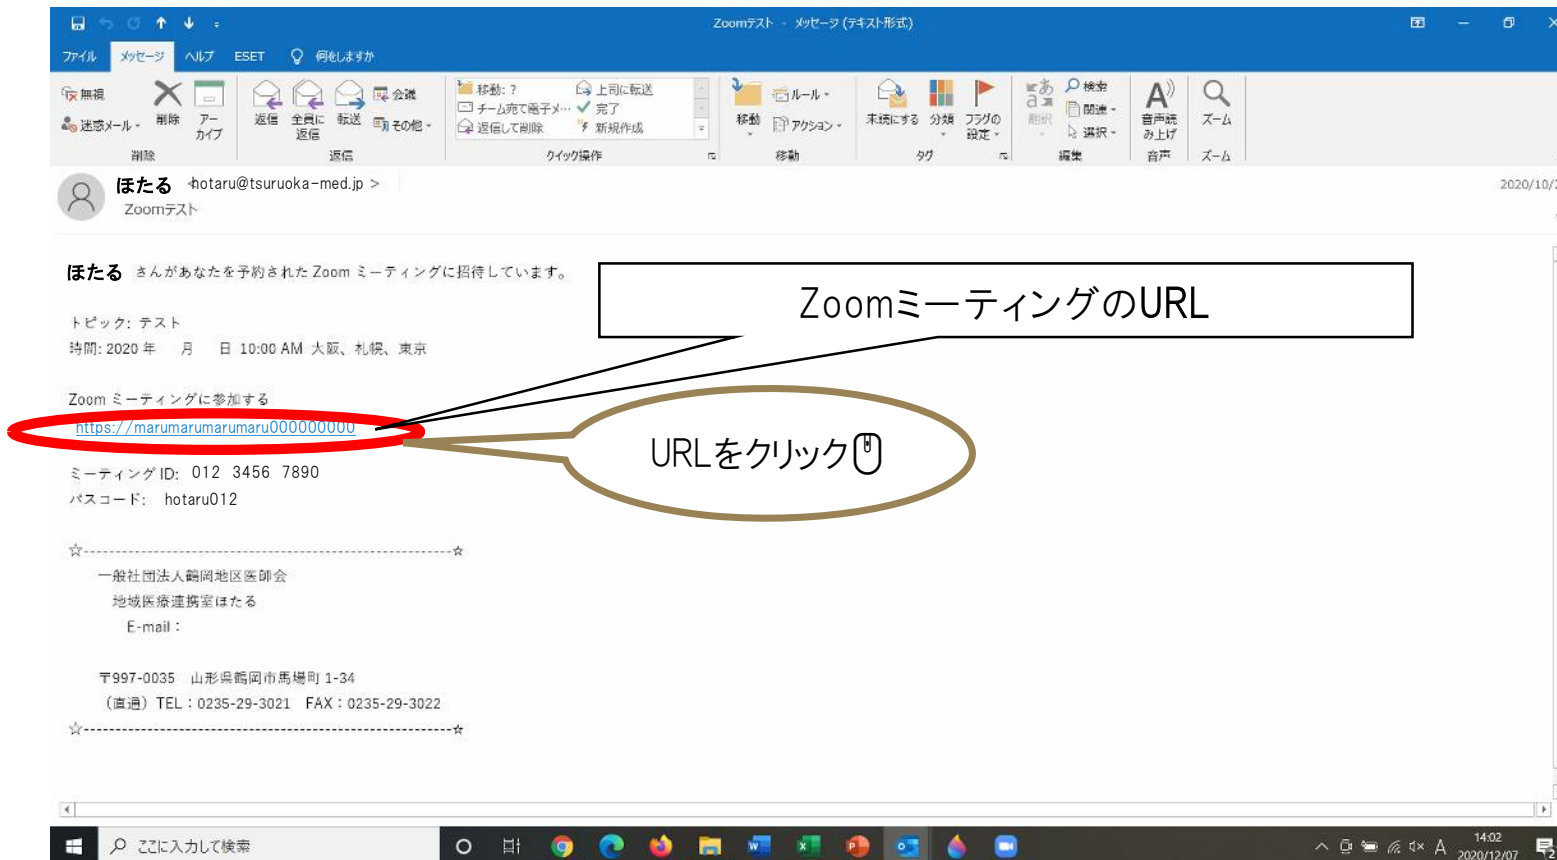 Zoomテスト - メッセージ (テキスト形式)
ファイル メッセージ ヘルプ ESET 何をしますか
無視 削除 アーカイブ 返信 全員に返信 転送 会議
迷惑メール その他
移動: ? 上司に転送
チーム宛て電子メ… 完了
返信して削除 新規作成
移動 ルール アクション
未読にする 分類 フラグの設定
あ a 翻訳 検索 関連 選択
A 音声読み上げ ズーム
削除 返信 クイック操作 移動 タグ 編集 音声 ズーム
ほたる <hotaru@tsuruoka-med.jp > 2020/10/2
Zoomテスト
ほたる さんがあなたを予約された Zoom ミーティングに招待しています。
ZoomミーティングのURL
トピック: テスト
時間: 2020 年 月 日 10:00 AM 大阪、札幌、東京
Zoom ミーティングに参加する
https://marumarumarumaru000000000
URLをクリック
ミーティング ID: 012 3456 7890
パスコード: hotaru012
☆----------------------------------------------------------☆
一般社団法人鶴岡地区医師会
地域医療連携室ほたる
E-mail：
〒997-0035 山形県鶴岡市馬場町 1-34
（直通）TEL：0235-29-3021 FAX：0235-29-3022
☆----------------------------------------------------------☆
ここに入力して検索
A 14:02
2020/12/07
2